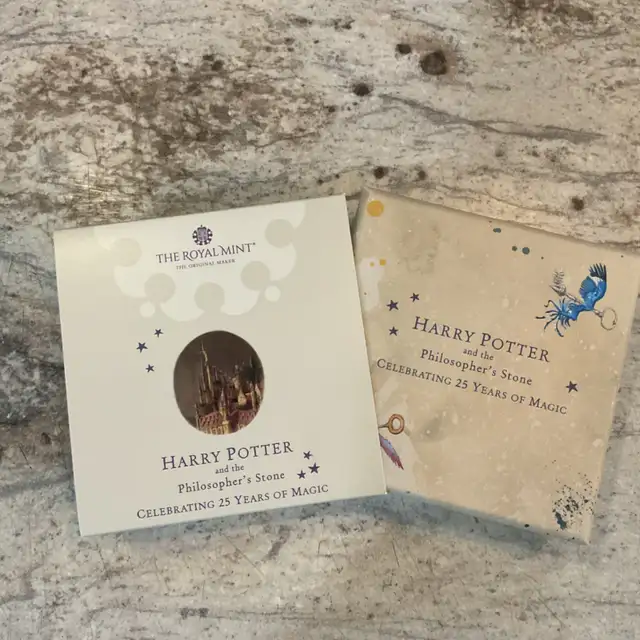 THE ROYAL MINT®
THE ORIGINAL MAKER
HARRY POTTER
and the
Philosopher's Stone
CELEBRATING 25 YEARS OF MAGIC
HARRY POTTER
and the
Philosopher's Stone
CELEBRATING 25 YEARS OF MAGIC